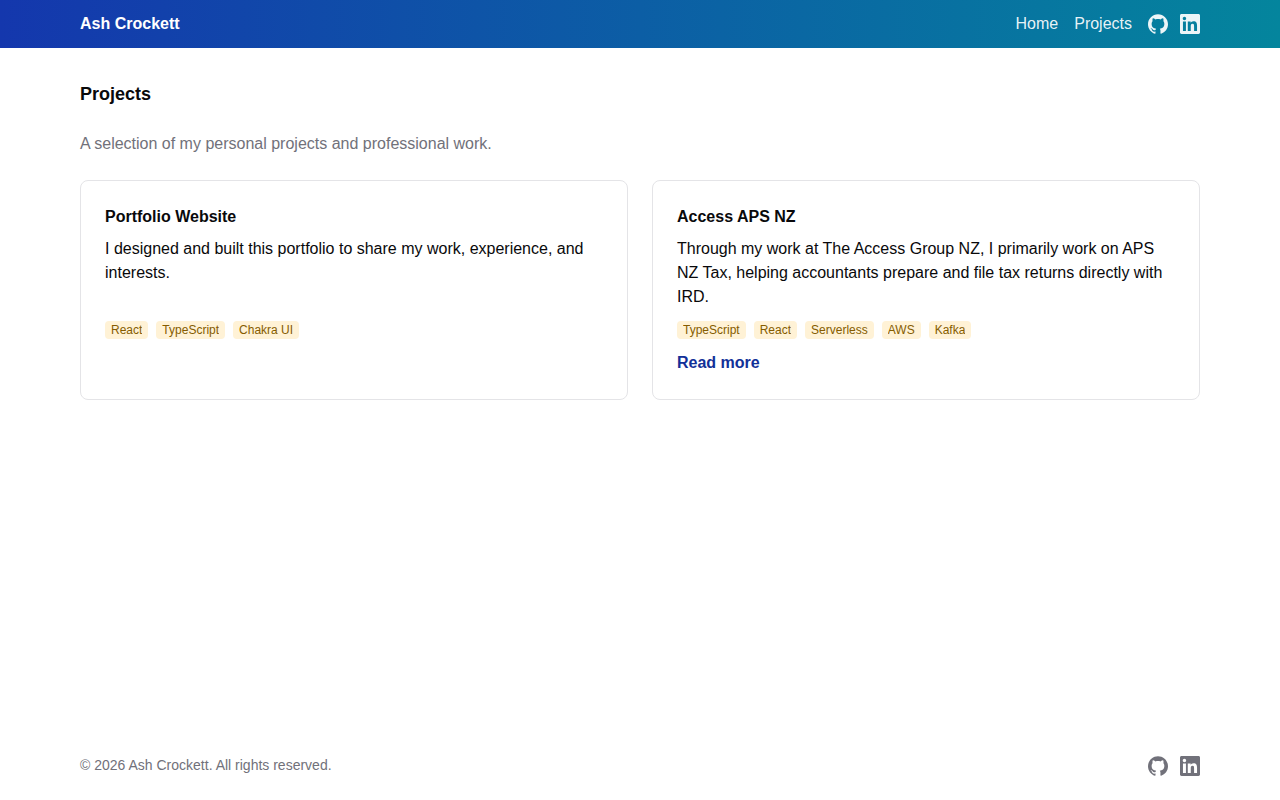 Ash Crockett
Home Projects
Projects
A selection of my personal projects and professional work.
Portfolio Website
I designed and built this portfolio to share my work, experience, and
interests.
React TypeScript Chakra UI
Access APS NZ
Through my work at The Access Group NZ, I primarily work on APS
NZ Tax, helping accountants prepare and file tax returns directly with
IRD.
TypeScript React Serverless AWS Kafka
Read more
© 2026 Ash Crockett. All rights reserved.